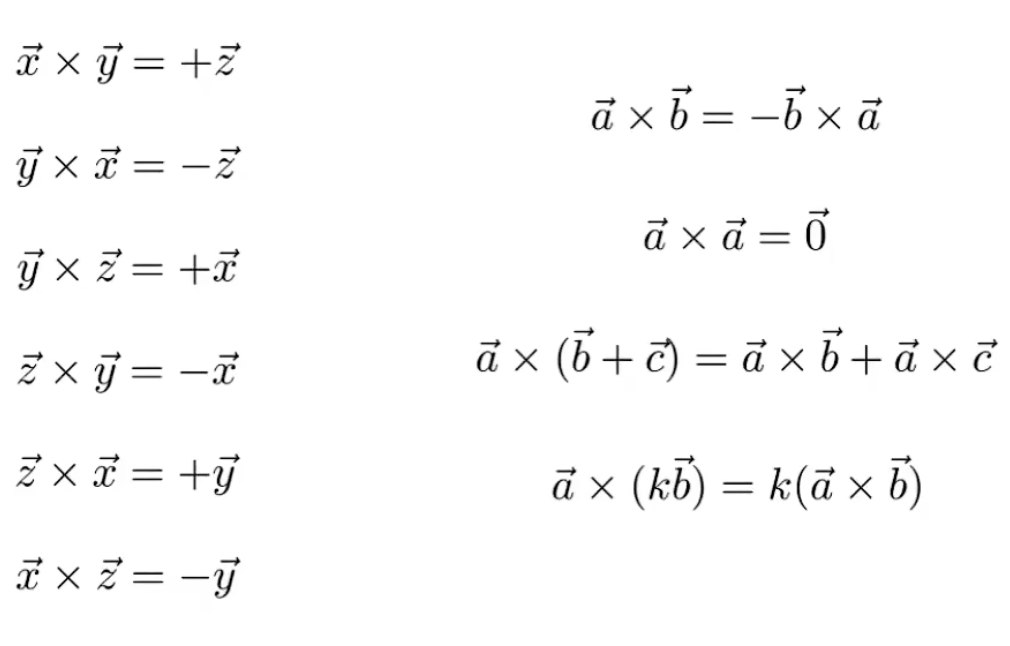 x⃗ × y⃗ = +z⃗
y⃗ × x⃗ = −z⃗
y⃗ × z⃗ = +x⃗
z⃗ × y⃗ = −x⃗
z⃗ × x⃗ = +y⃗
x⃗ × z⃗ = −y⃗
a⃗ × b⃗ = −b⃗ × a⃗
a⃗ × a⃗ = 0⃗
a⃗ × (b⃗ + c⃗) = a⃗ × b⃗ + a⃗ × c⃗
a⃗ × (kb⃗) = k(a⃗ × b⃗)